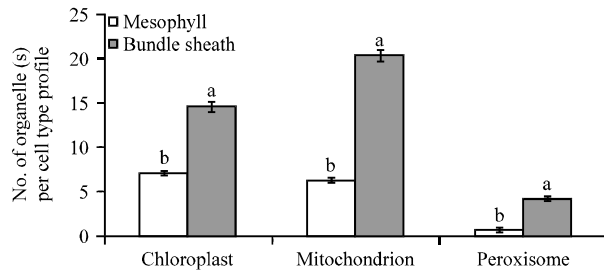 Mesophyll
Bundle sheath
No. of organelle (s)
per cell type profile
25
20
15
10
5
0
b
a
b
a
b
a
Chloroplast
Mitochondrion
Peroxisome